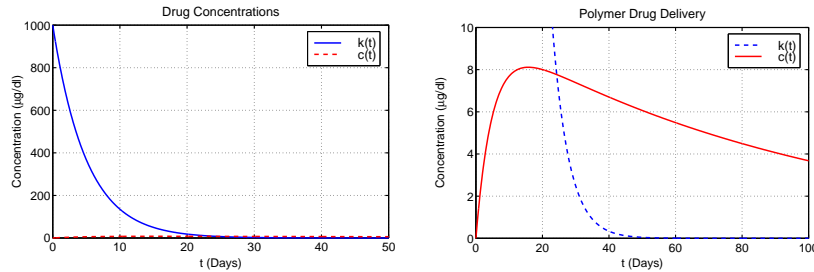 Drug Concentrations
1000
800
600
400
200
0
0 10 20 30 40 50
t (Days)
Concentration (µg/dl)
k(t)
c(t)
Polymer Drug Delivery
10
8
6
4
2
0
0 20 40 60 80 100
t (Days)
Concentration (µg/dl)
k(t)
c(t)